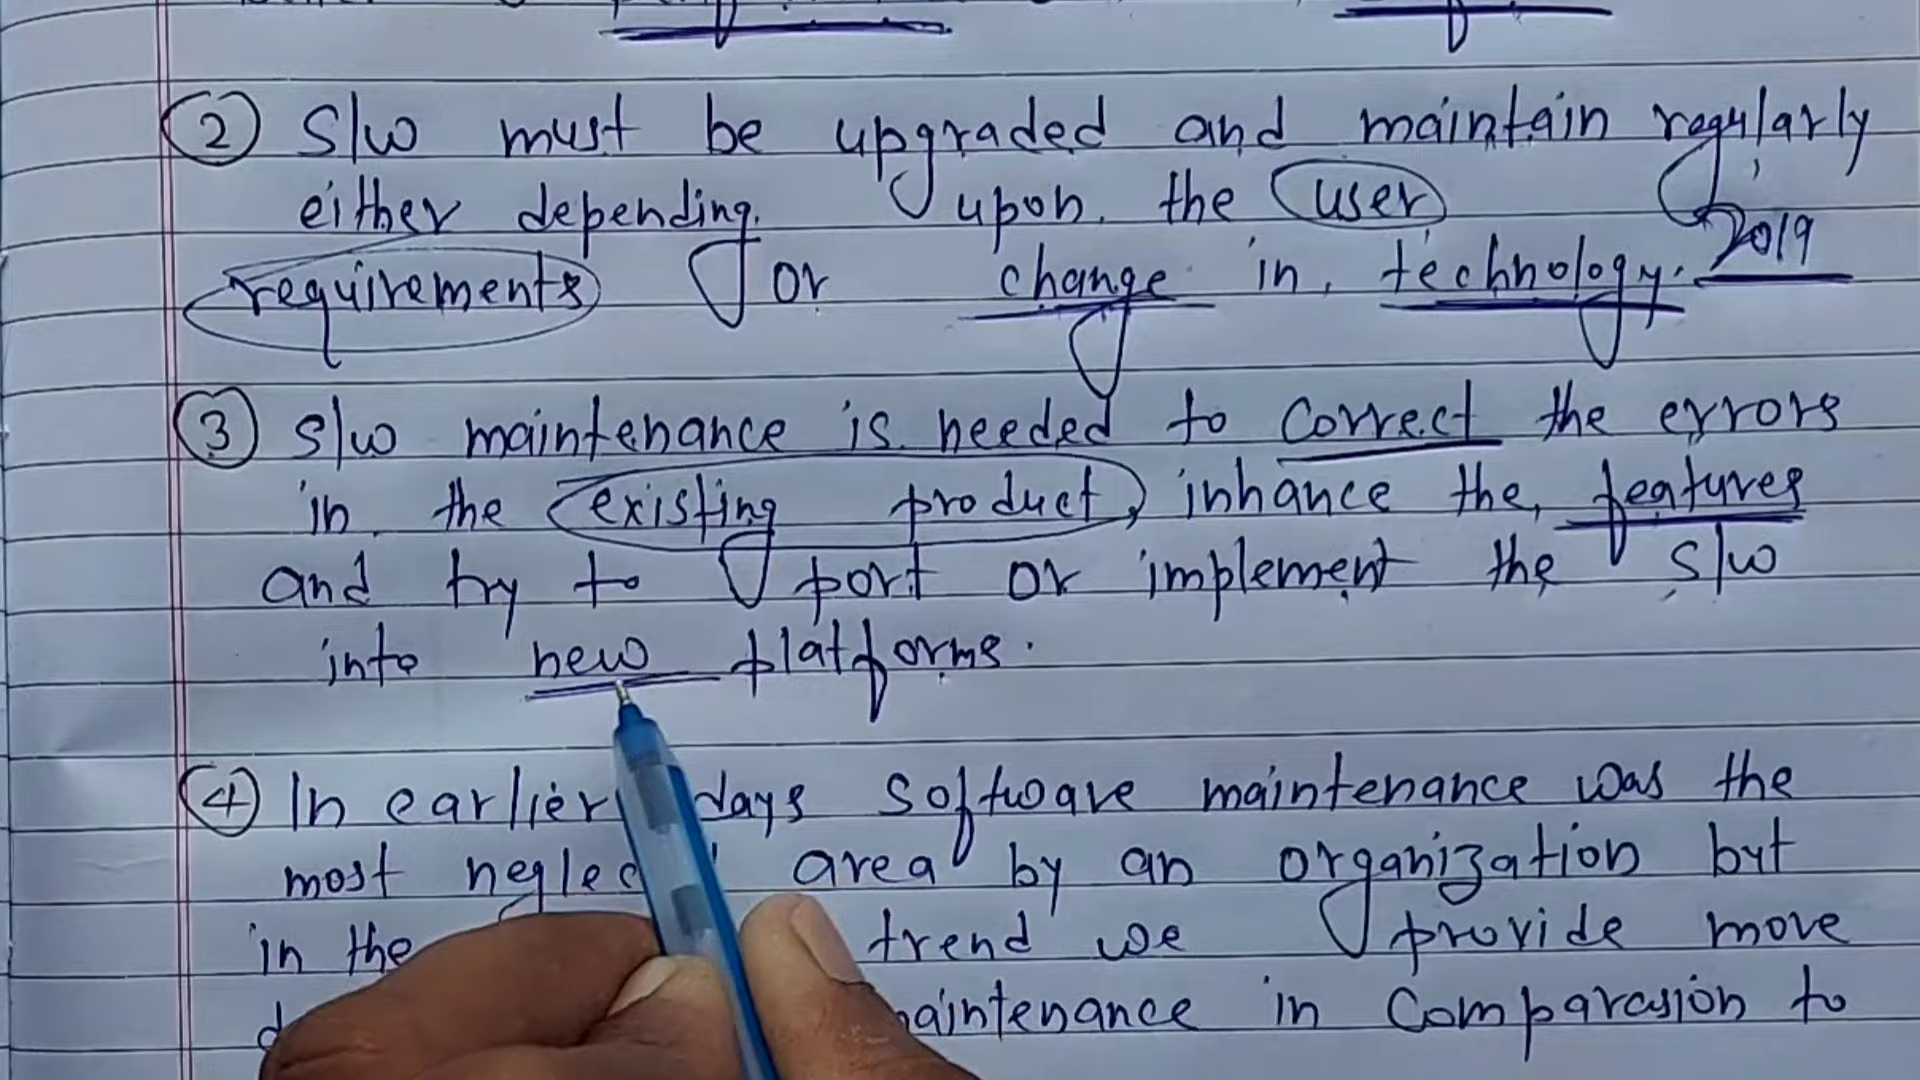 ② S/w must be upgraded and maintain regularly
either depending upon the user
requirements or change in technology. 2019
③ S/w maintenance is needed to correct the errors
in the existing product, inhance the features
and try to port or implement the S/w
into new platforms.
④ In earlier days software maintenance was the
most area by an organization but
in the trend we provide more
in comparasion to